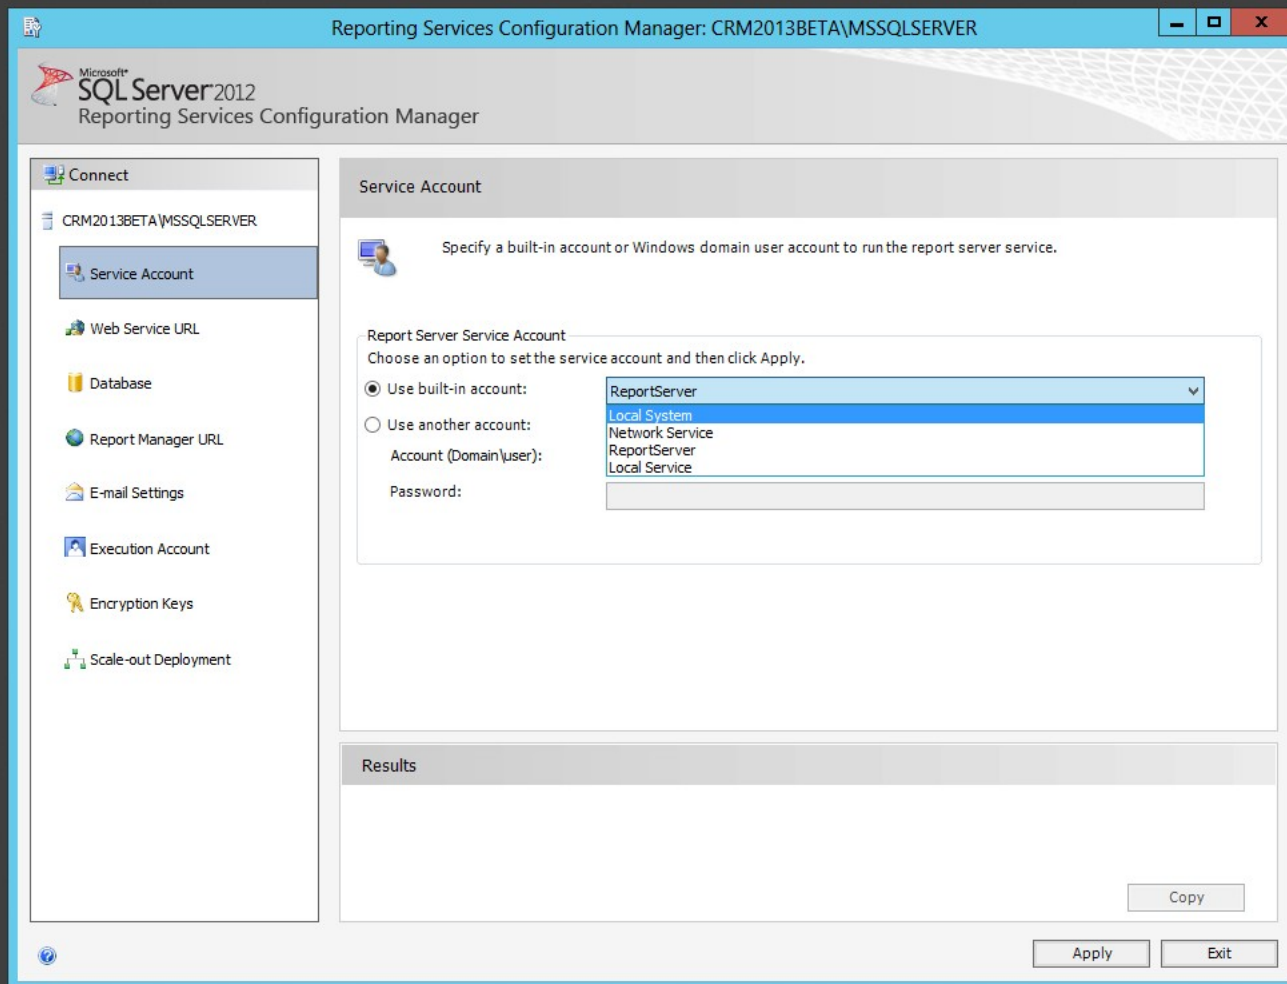 Reporting Services Configuration Manager: CRM2013BETA\MSSQLSERVER
Microsoft®
SQL Server® 2012
Reporting Services Configuration Manager
Connect
CRM2013BETA\MSSQLSERVER
Service Account
Web Service URL
Database
Report Manager URL
E-mail Settings
Execution Account
Encryption Keys
Scale-out Deployment
Service Account
Specify a built-in account or Windows domain user account to run the report server service.
Report Server Service Account
Choose an option to set the service account and then click Apply.
Use built-in account:
ReportServer
Local System
Network Service
ReportServer
Local Service
Use another account:
Account (Domain\user):
Password:
Results
Copy
Apply
Exit